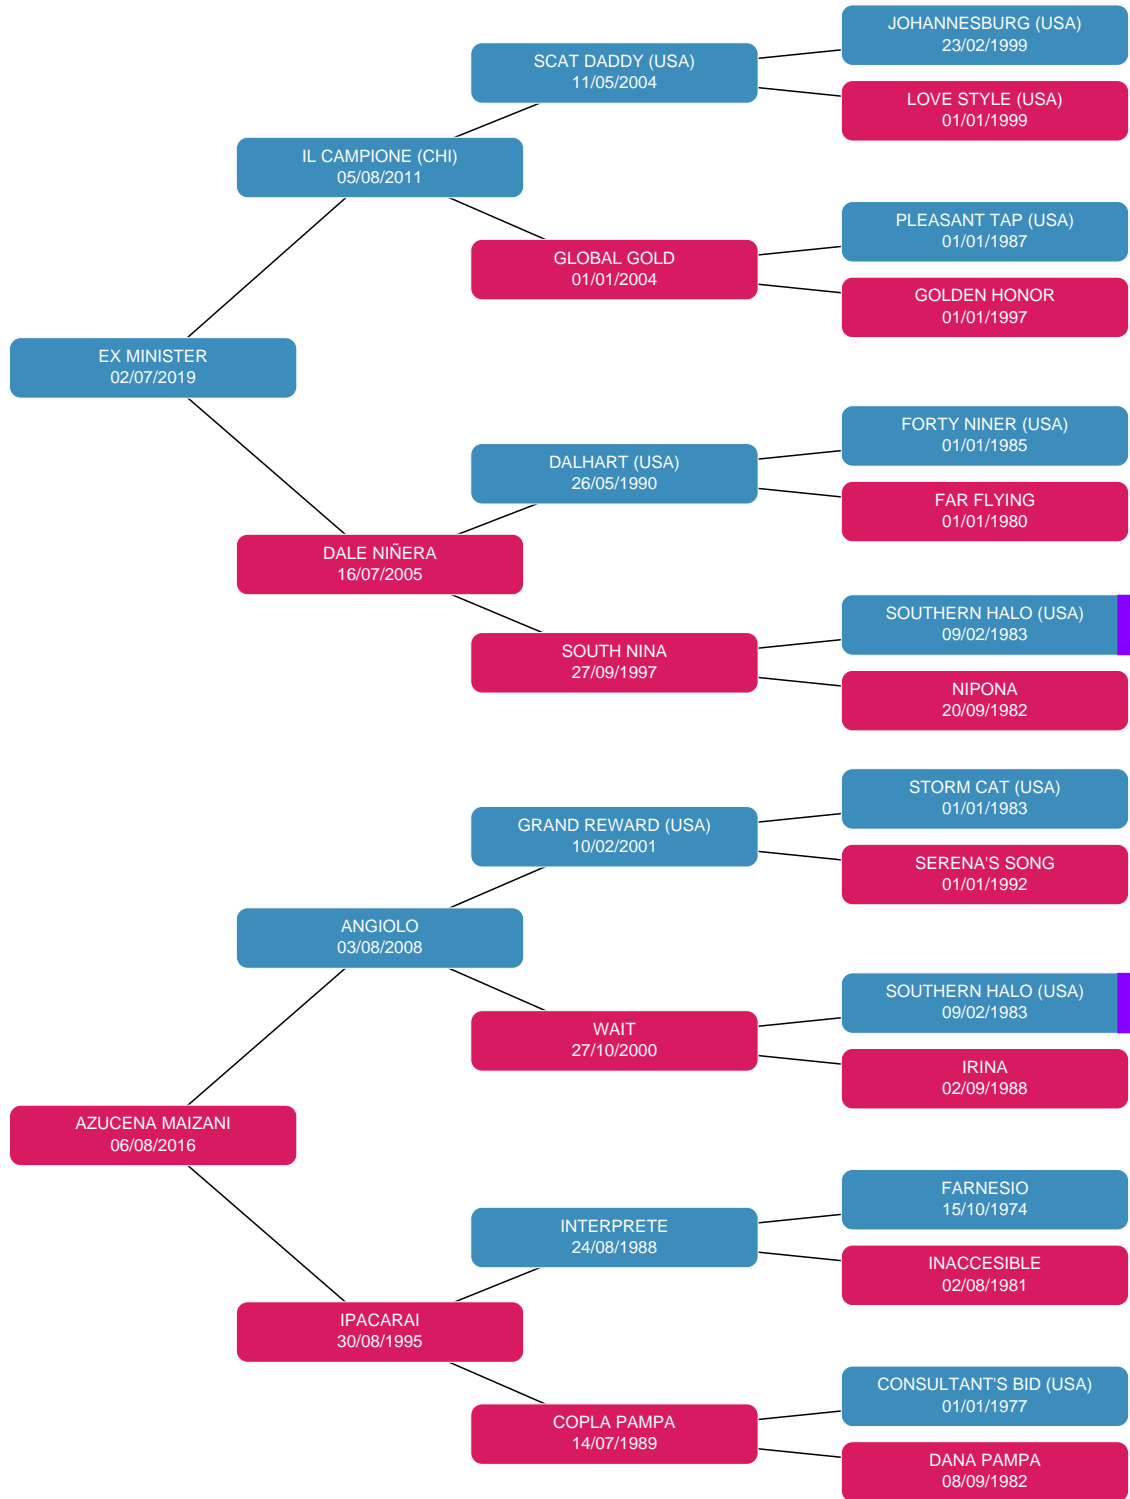 JOHANNESBURG (USA)
23/02/1999
SCAT DADDY (USA)
11/05/2004
LOVE STYLE (USA)
01/01/1999
IL CAMPIONE (CHI)
05/08/2011
PLEASANT TAP (USA)
01/01/1987
GLOBAL GOLD
01/01/2004
GOLDEN HONOR
01/01/1997
EX MINISTER
02/07/2019
FORTY NINER (USA)
01/01/1985
DALHART (USA)
26/05/1990
FAR FLYING
01/01/1980
DALE NIÑERA
16/07/2005
SOUTHERN HALO (USA)
09/02/1983
SOUTH NINA
27/09/1997
NIPONA
20/09/1982
STORM CAT (USA)
01/01/1983
GRAND REWARD (USA)
10/02/2001
SERENA'S SONG
01/01/1992
ANGIOLO
03/08/2008
SOUTHERN HALO (USA)
09/02/1983
WAIT
27/10/2000
IRINA
02/09/1988
AZUCENA MAIZANI
06/08/2016
FARNESIO
15/10/1974
INTERPRETE
24/08/1988
INACCESIBLE
02/08/1981
IPACARAI
30/08/1995
CONSULTANT'S BID (USA)
01/01/1977
COPLA PAMPA
14/07/1989
DANA PAMPA
08/09/1982